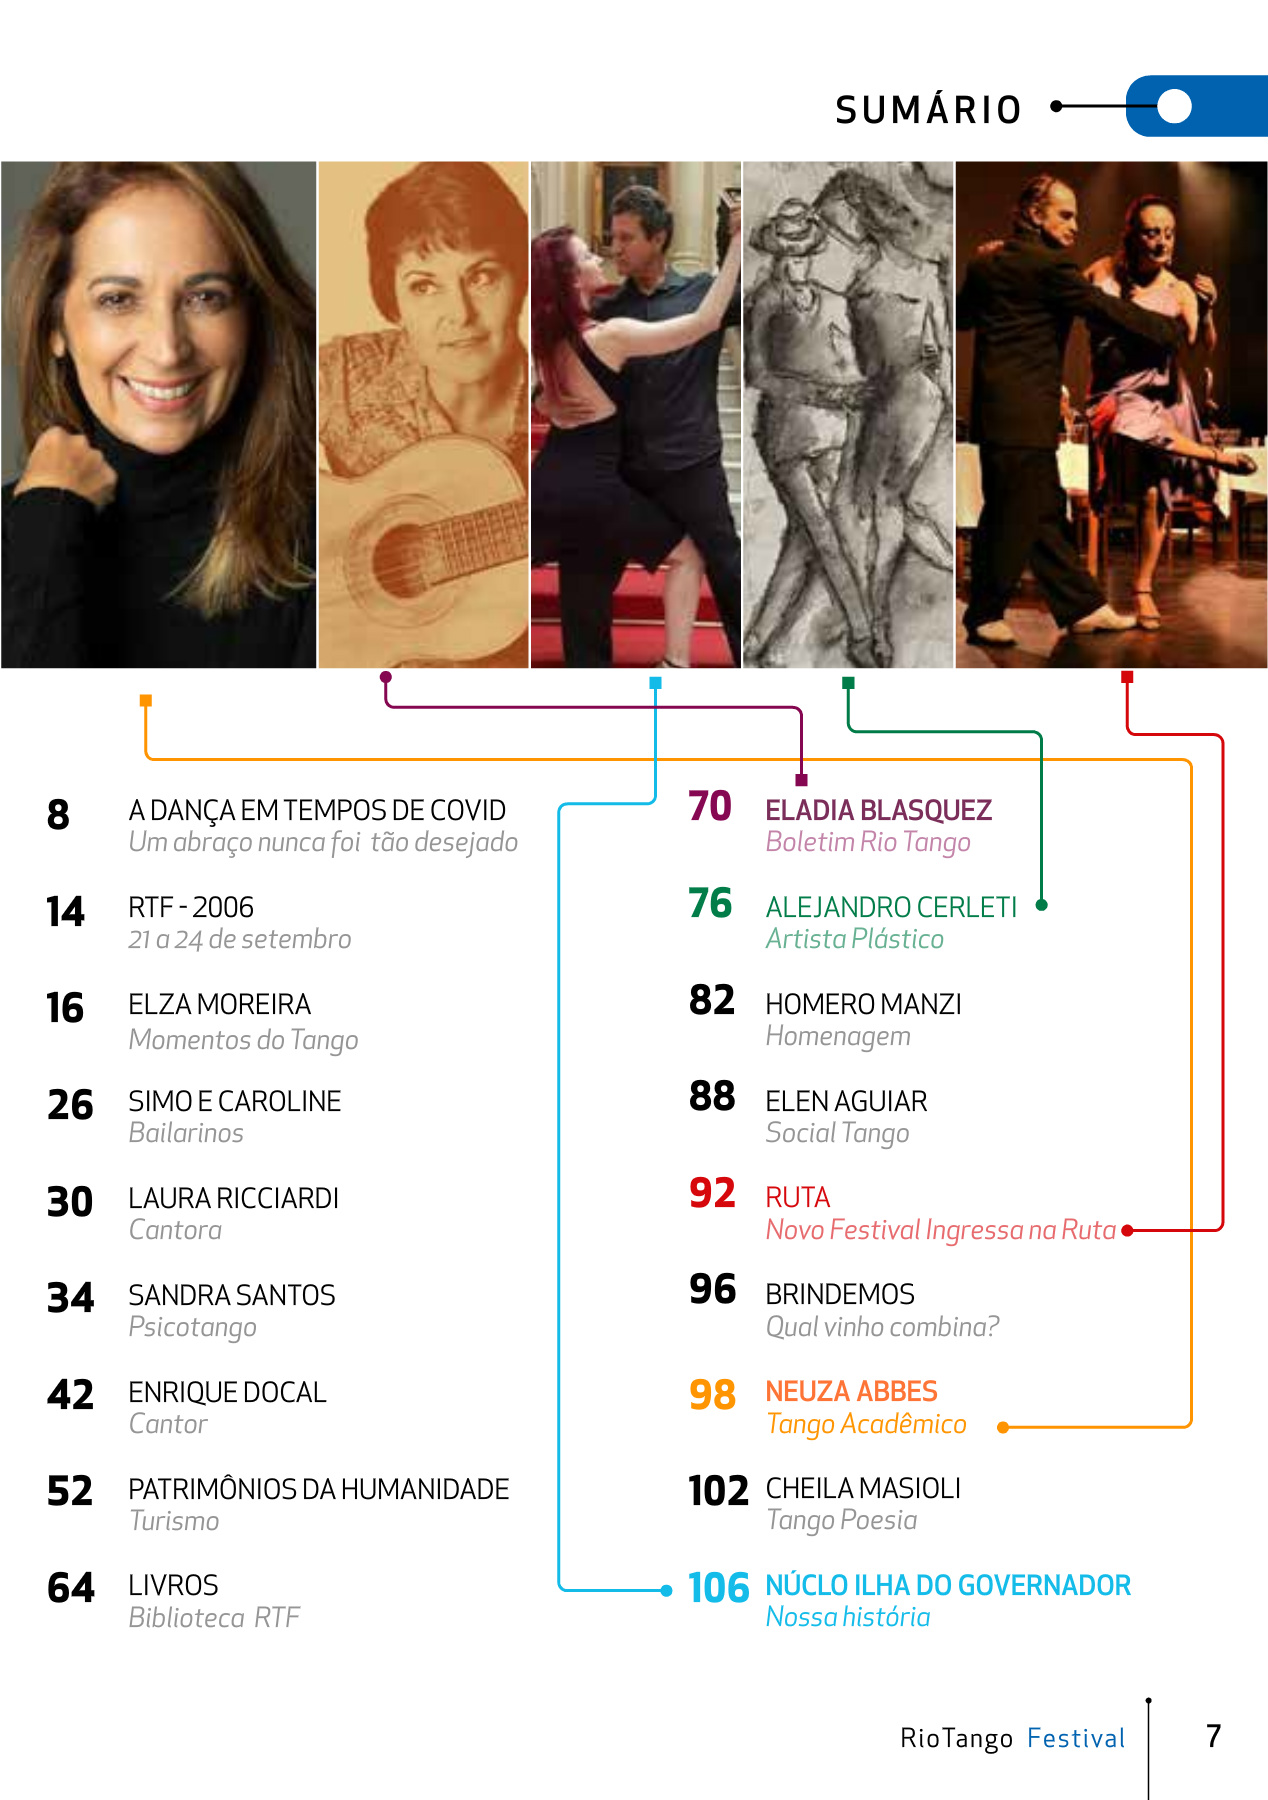 SUMÁRIO
8
A DANÇA EM TEMPOS DE COVID
Um abraço nunca foi tão desejado
14
RTF - 2006
21 a 24 de setembro
16
ELZA MOREIRA
Momentos do Tango
26
SIMO E CAROLINE
Bailarinos
30
LAURA RICCIARDI
Cantora
34
SANDRA SANTOS
Psicotango
42
ENRIQUE DOCAL
Cantor
52
PATRIMÔNIOS DA HUMANIDADE
Turismo
64
LIVROS
Biblioteca RTF
70
ELADIA BLASQUEZ
Boletim Rio Tango
76
ALEJANDRO CERLETI
Artista Plástico
82
HOMERO MANZI
Homenagem
88
ELEN AGUIAR
Social Tango
92
RUTA
Novo Festival Ingressa na Ruta
96
BRINDEMOS
Qual vinho combina?
98
NEUZA ABBES
Tango Acadêmico
102
CHEILA MASIOLI
Tango Poesia
106
NÚCLO ILHA DO GOVERNADOR
Nossa história
RioTango Festival
7